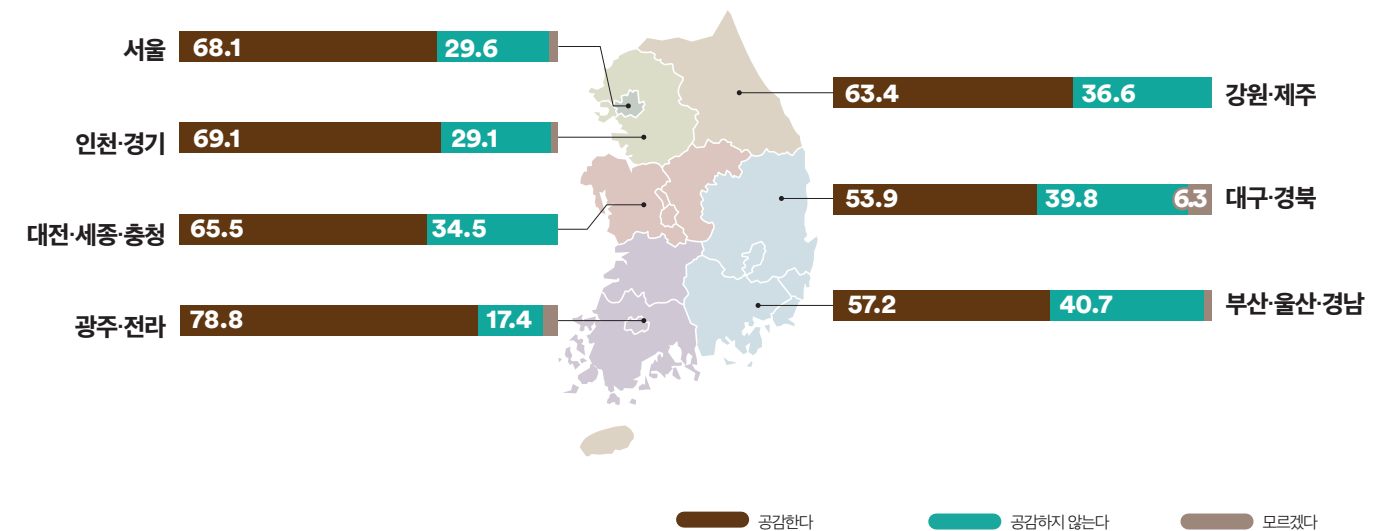 서울 68.1 29.6
인천·경기 69.1 29.1
대전·세종·충청 65.5 34.5
광주·전라 78.8 17.4
63.4 36.6 강원·제주
53.9 39.8 6.3 대구·경북
57.2 40.7 부산·울산·경남
공감한다 공감하지 않는다 모르겠다